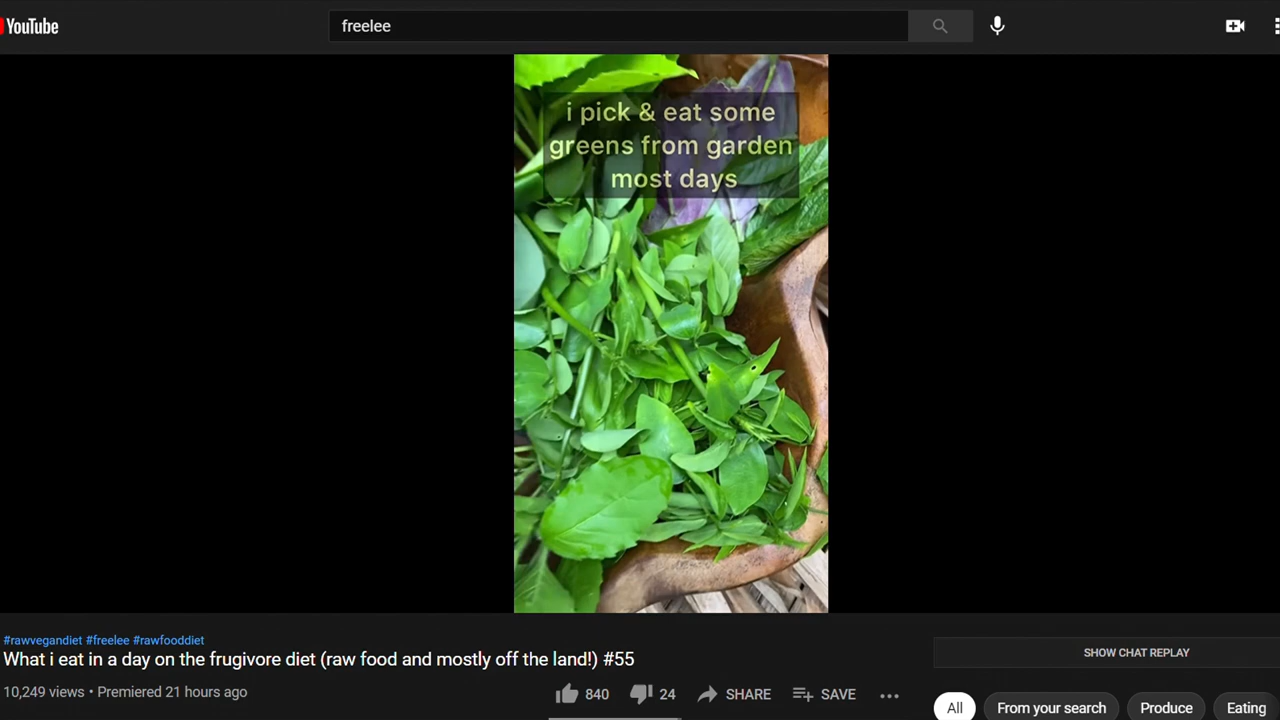 YouTube
freelee
i pick & eat some
greens from garden
most days
#rawvegandiet #freelee #rawfooddiet
What i eat in a day on the frugivore diet (raw food and mostly off the land!) #55
10,249 views • Premiered 21 hours ago
840
24
SHARE
SAVE
SHOW CHAT REPLAY
All
From your search
Produce
Eating